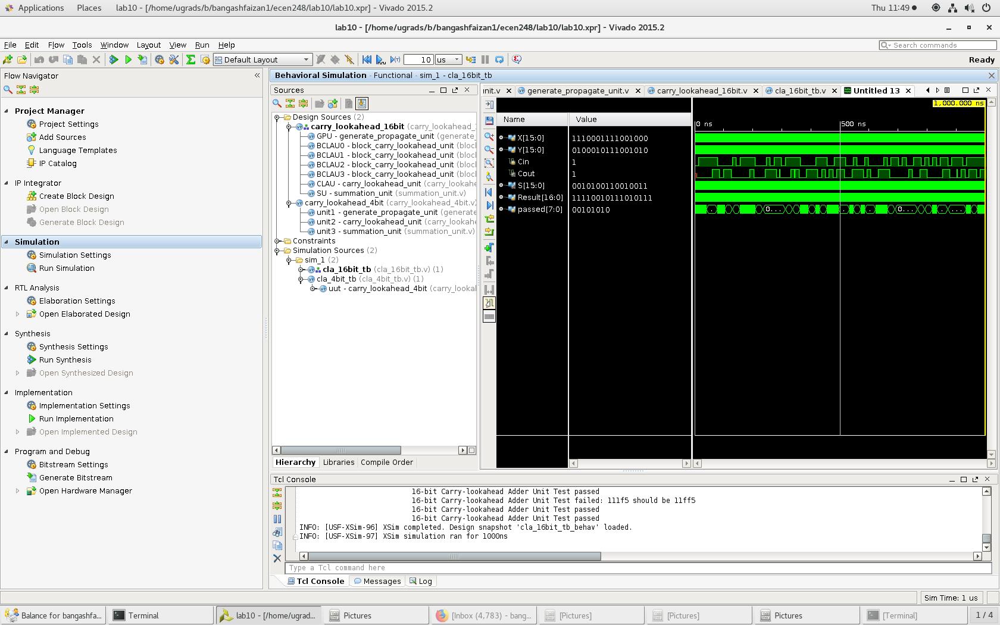 Applications Places lab10 - [/home/ugrads/b/bangashfaizan1/ecen248/lab10/lab10.xpr] - Vivado 2015.2 Thu 11:49
lab10 - [/home/ugrads/b/bangashfaizan1/ecen248/lab10/lab10.xpr] - Vivado 2015.2
File Edit Flow Tools Window Layout View Run Help
Search commands
Default Layout 10 us Ready
Flow Navigator
Project Manager
Project Settings
Add Sources
Language Templates
IP Catalog
IP Integrator
Create Block Design
Open Block Design
Generate Block Design
Simulation
Simulation Settings
Run Simulation
RTL Analysis
Elaboration Settings
Open Elaborated Design
Synthesis
Synthesis Settings
Run Synthesis
Open Synthesized Design
Implementation
Implementation Settings
Run Implementation
Open Implemented Design
Program and Debug
Bitstream Settings
Generate Bitstream
Open Hardware Manager
Behavioral Simulation - Functional - sim_1 - cla_16bit_tb
Sources
Design Sources (2)
carry_lookahead_16bit (carry_lookahead_1
GPU - generate_propagate_unit (generate_
BCLAU0 - block_carry_lookahead_unit (bloc
BCLAU1 - block_carry_lookahead_unit (bloc
BCLAU2 - block_carry_lookahead_unit (bloc
BCLAU3 - block_carry_lookahead_unit (bloc
CLAU - carry_lookahead_unit (carry_lookahe
SU - summation_unit (summation_unit.v)
carry_lookahead_4bit (carry_lookahead_4bit.v)
unit1 - generate_propagate_unit (generate
unit2 - carry_lookahead_unit (carry_lookahe
unit3 - summation_unit (summation_unit.v)
Constraints
Simulation Sources (2)
sim_1 (2)
cla_16bit_tb (cla_16bit_tb.v) (1)
cla_4bit_tb (cla_4bit_tb.v) (1)
uut - carry_lookahead_4bit (carry_lookal
Hierarchy Libraries Compile Order
init.v generate_propagate_unit.v carry_lookahead_16bit.v cla_16bit_tb.v Untitled 13
1,000.000 ns
Name Value
0 ns 500 ns
X[15:0] 1110001111001000
Y[15:0] 0100010111001010
Cin 1
Cout 1
S[15:0] 0010100110010011
Result[16:0] 11110010111010111
passed[7:0] 00101010
0... 0...
Tcl Console
16-bit Carry-lookahead Adder Unit Test passed
16-bit Carry-lookahead Adder Unit Test failed: 111f5 should be 11ff5
16-bit Carry-lookahead Adder Unit Test passed
16-bit Carry-lookahead Adder Unit Test passed
INFO: [USF-XSim-96] XSim completed. Design snapshot 'cla_16bit_tb_behav' loaded.
INFO: [USF-XSim-97] XSim simulation ran for 1000ns
Type a Tcl command here
Tcl Console Messages Log
Sim Time: 1 us
Balance for bangashfa... Terminal lab10 - [/home/ugrad... Pictures [Inbox (4,783) - bang... [Pictures] [Pictures] Pictures [Terminal] 1 / 4